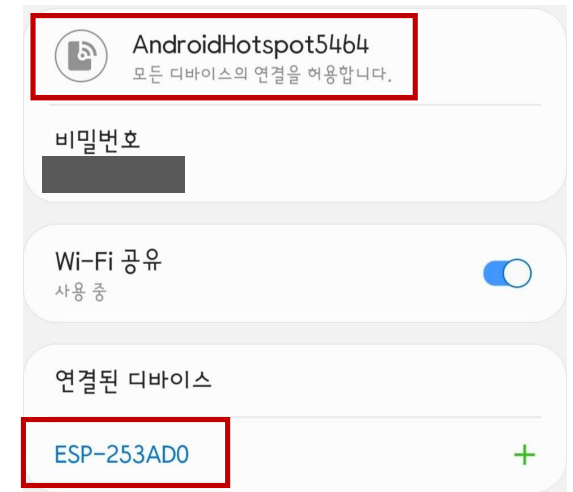 AndroidHotspot5464
모든 디바이스의 연결을 허용합니다.
비밀번호
Wi-Fi 공유
사용 중
연결된 디바이스
ESP-253AD0